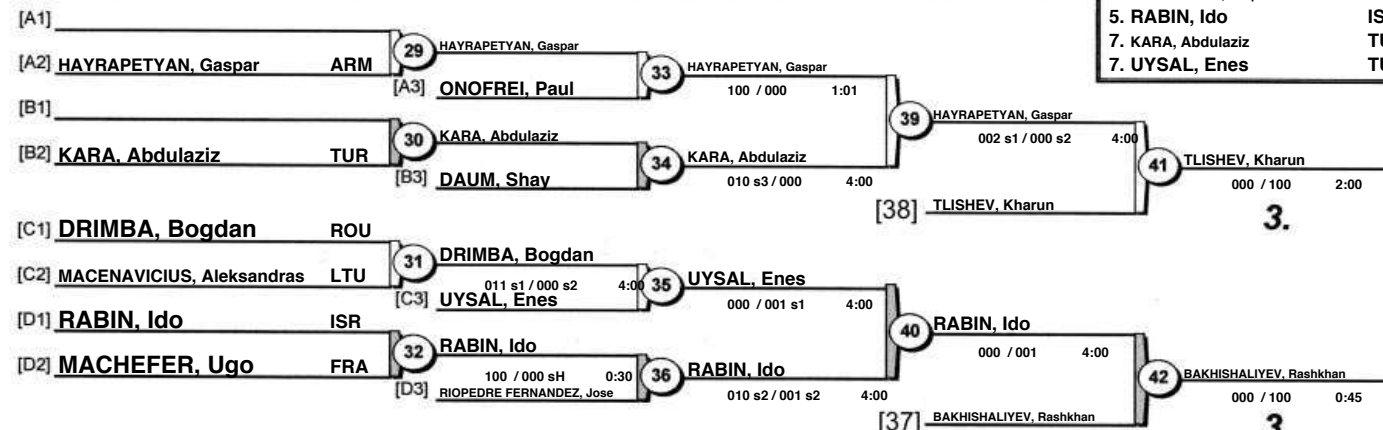 5. RABIN, Ido
7. KARA, Abdulaziz
7. UYSAL, Enes
[A1]
[A2] HAYRAPETYAN, Gaspar ARM
29
HAYRAPETYAN, Gaspar
[A3] ONOFREI, Paul
33
HAYRAPETYAN, Gaspar
100 / 000 1:01
[B1]
[B2] KARA, Abdulaziz TUR
30
KARA, Abdulaziz
[B3] DAUM, Shay
34
KARA, Abdulaziz
010 s3 / 000 4:00
39
HAYRAPETYAN, Gaspar
002 s1 / 000 s2 4:00
[38] TLISHEV, Kharun
41
TLISHEV, Kharun
000 / 100 2:00
3.
[C1] DRIMBA, Bogdan ROU
[C2] MACENAVICIUS, Aleksandras LTU
31
DRIMBA, Bogdan
011 s1 / 000 s2 4:00
[C3] UYSAL, Enes
35
UYSAL, Enes
000 / 001 s1 4:00
[D1] RABIN, Ido ISR
[D2] MACHEFER, Ugo FRA
32
RABIN, Ido
100 / 000 sH 0:30
[D3] RIOPEDRE FERNANDEZ, Jose
36
RABIN, Ido
010 s2 / 001 s2 4:00
40
RABIN, Ido
000 / 001 4:00
[37] BAKHISHALIYEV, Rashkhan
42
BAKHISHALIYEV, Rashkhan
000 / 100 0:45
3